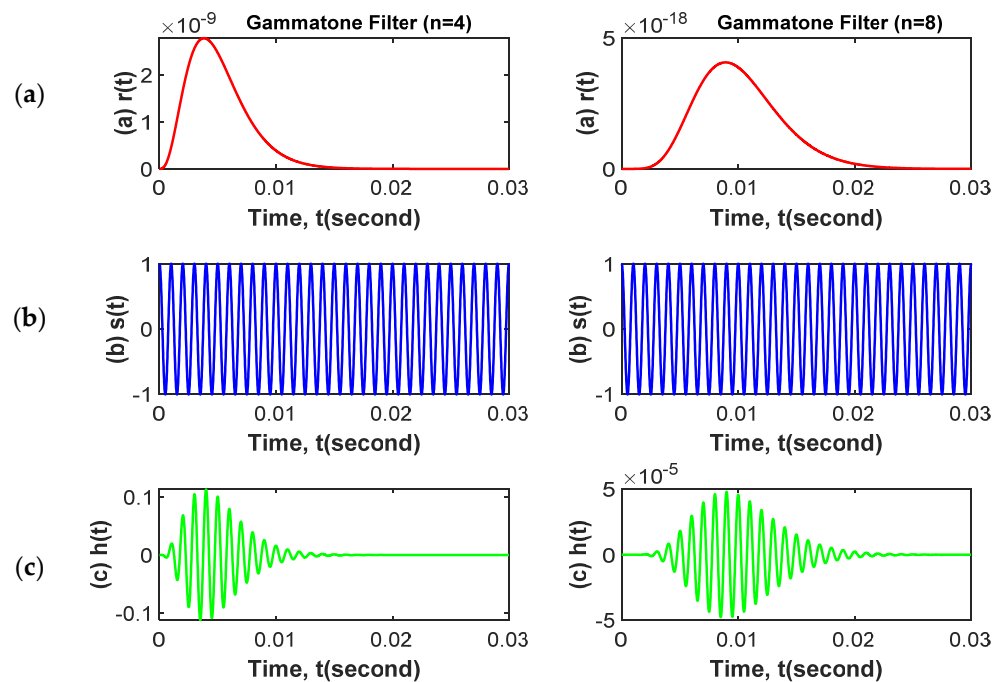 Gammatone Filter (n=4)
Gammatone Filter (n=8)
(a)
×10-9
(a) r(t)
2
1
0
0 0.01 0.02 0.03
Time, t(second)
×10-18
(a) r(t)
5
0
0 0.01 0.02 0.03
Time, t(second)
(b)
(b) s(t)
1
0
-1
0 0.01 0.02 0.03
Time, t(second)
(b) s(t)
1
0
-1
0 0.01 0.02 0.03
Time, t(second)
(c)
(c) h(t)
0.1
0
-0.1
0 0.01 0.02 0.03
Time, t(second)
×10-5
(c) h(t)
5
0
-5
0 0.01 0.02 0.03
Time, t(second)